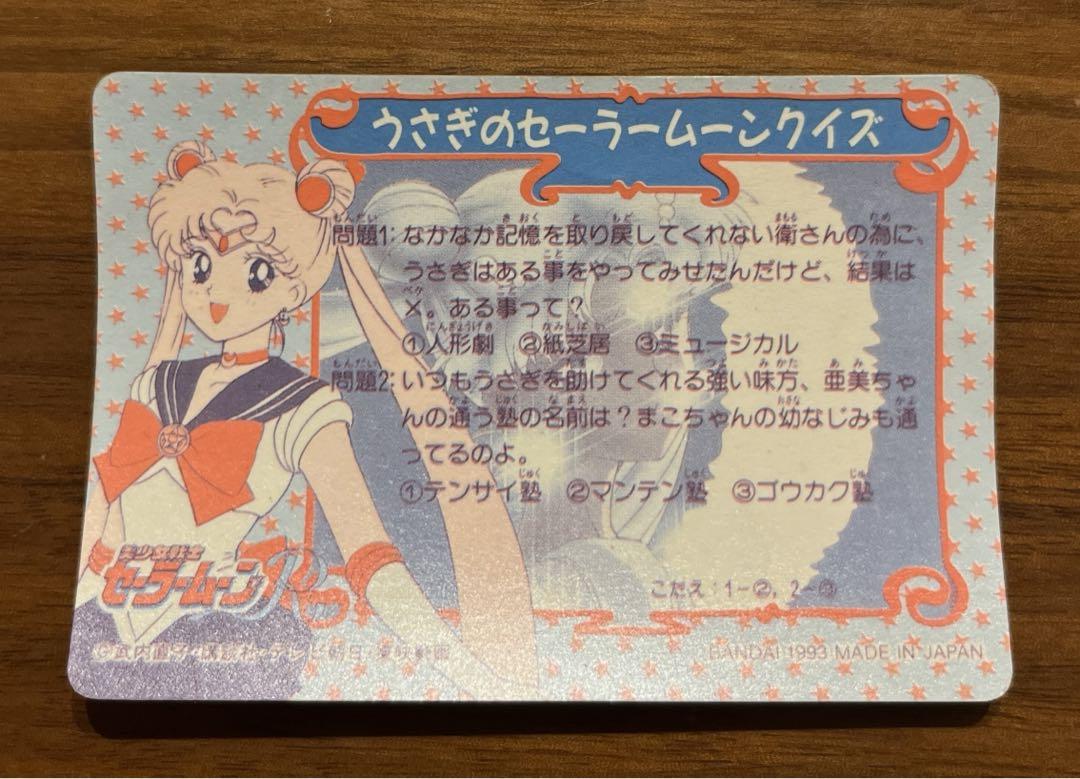 うさぎのセーラームーンクイズ
問題1:なかなか記憶を取り戻してくれない衛さんの為に、
うさぎはある事をやってみせたんだけど、結果は
×。ある事って?
①人形劇 ②紙芝居 ③ミュージカル
問題2:いつもうさぎを助けてくれる強い味方、亜美ちゃ
んの通う塾の名前は?まこちゃんの幼なじみも通
ってるのよ。
①テンサイ塾 ②マンテン塾 ③ゴウカク塾
こたえ:1-②, 2-
美少女戦士
セーラームーンR
©武内直子・講談社・テレビ朝日・東映動画
BANDAI 1993 MADE IN JAPAN